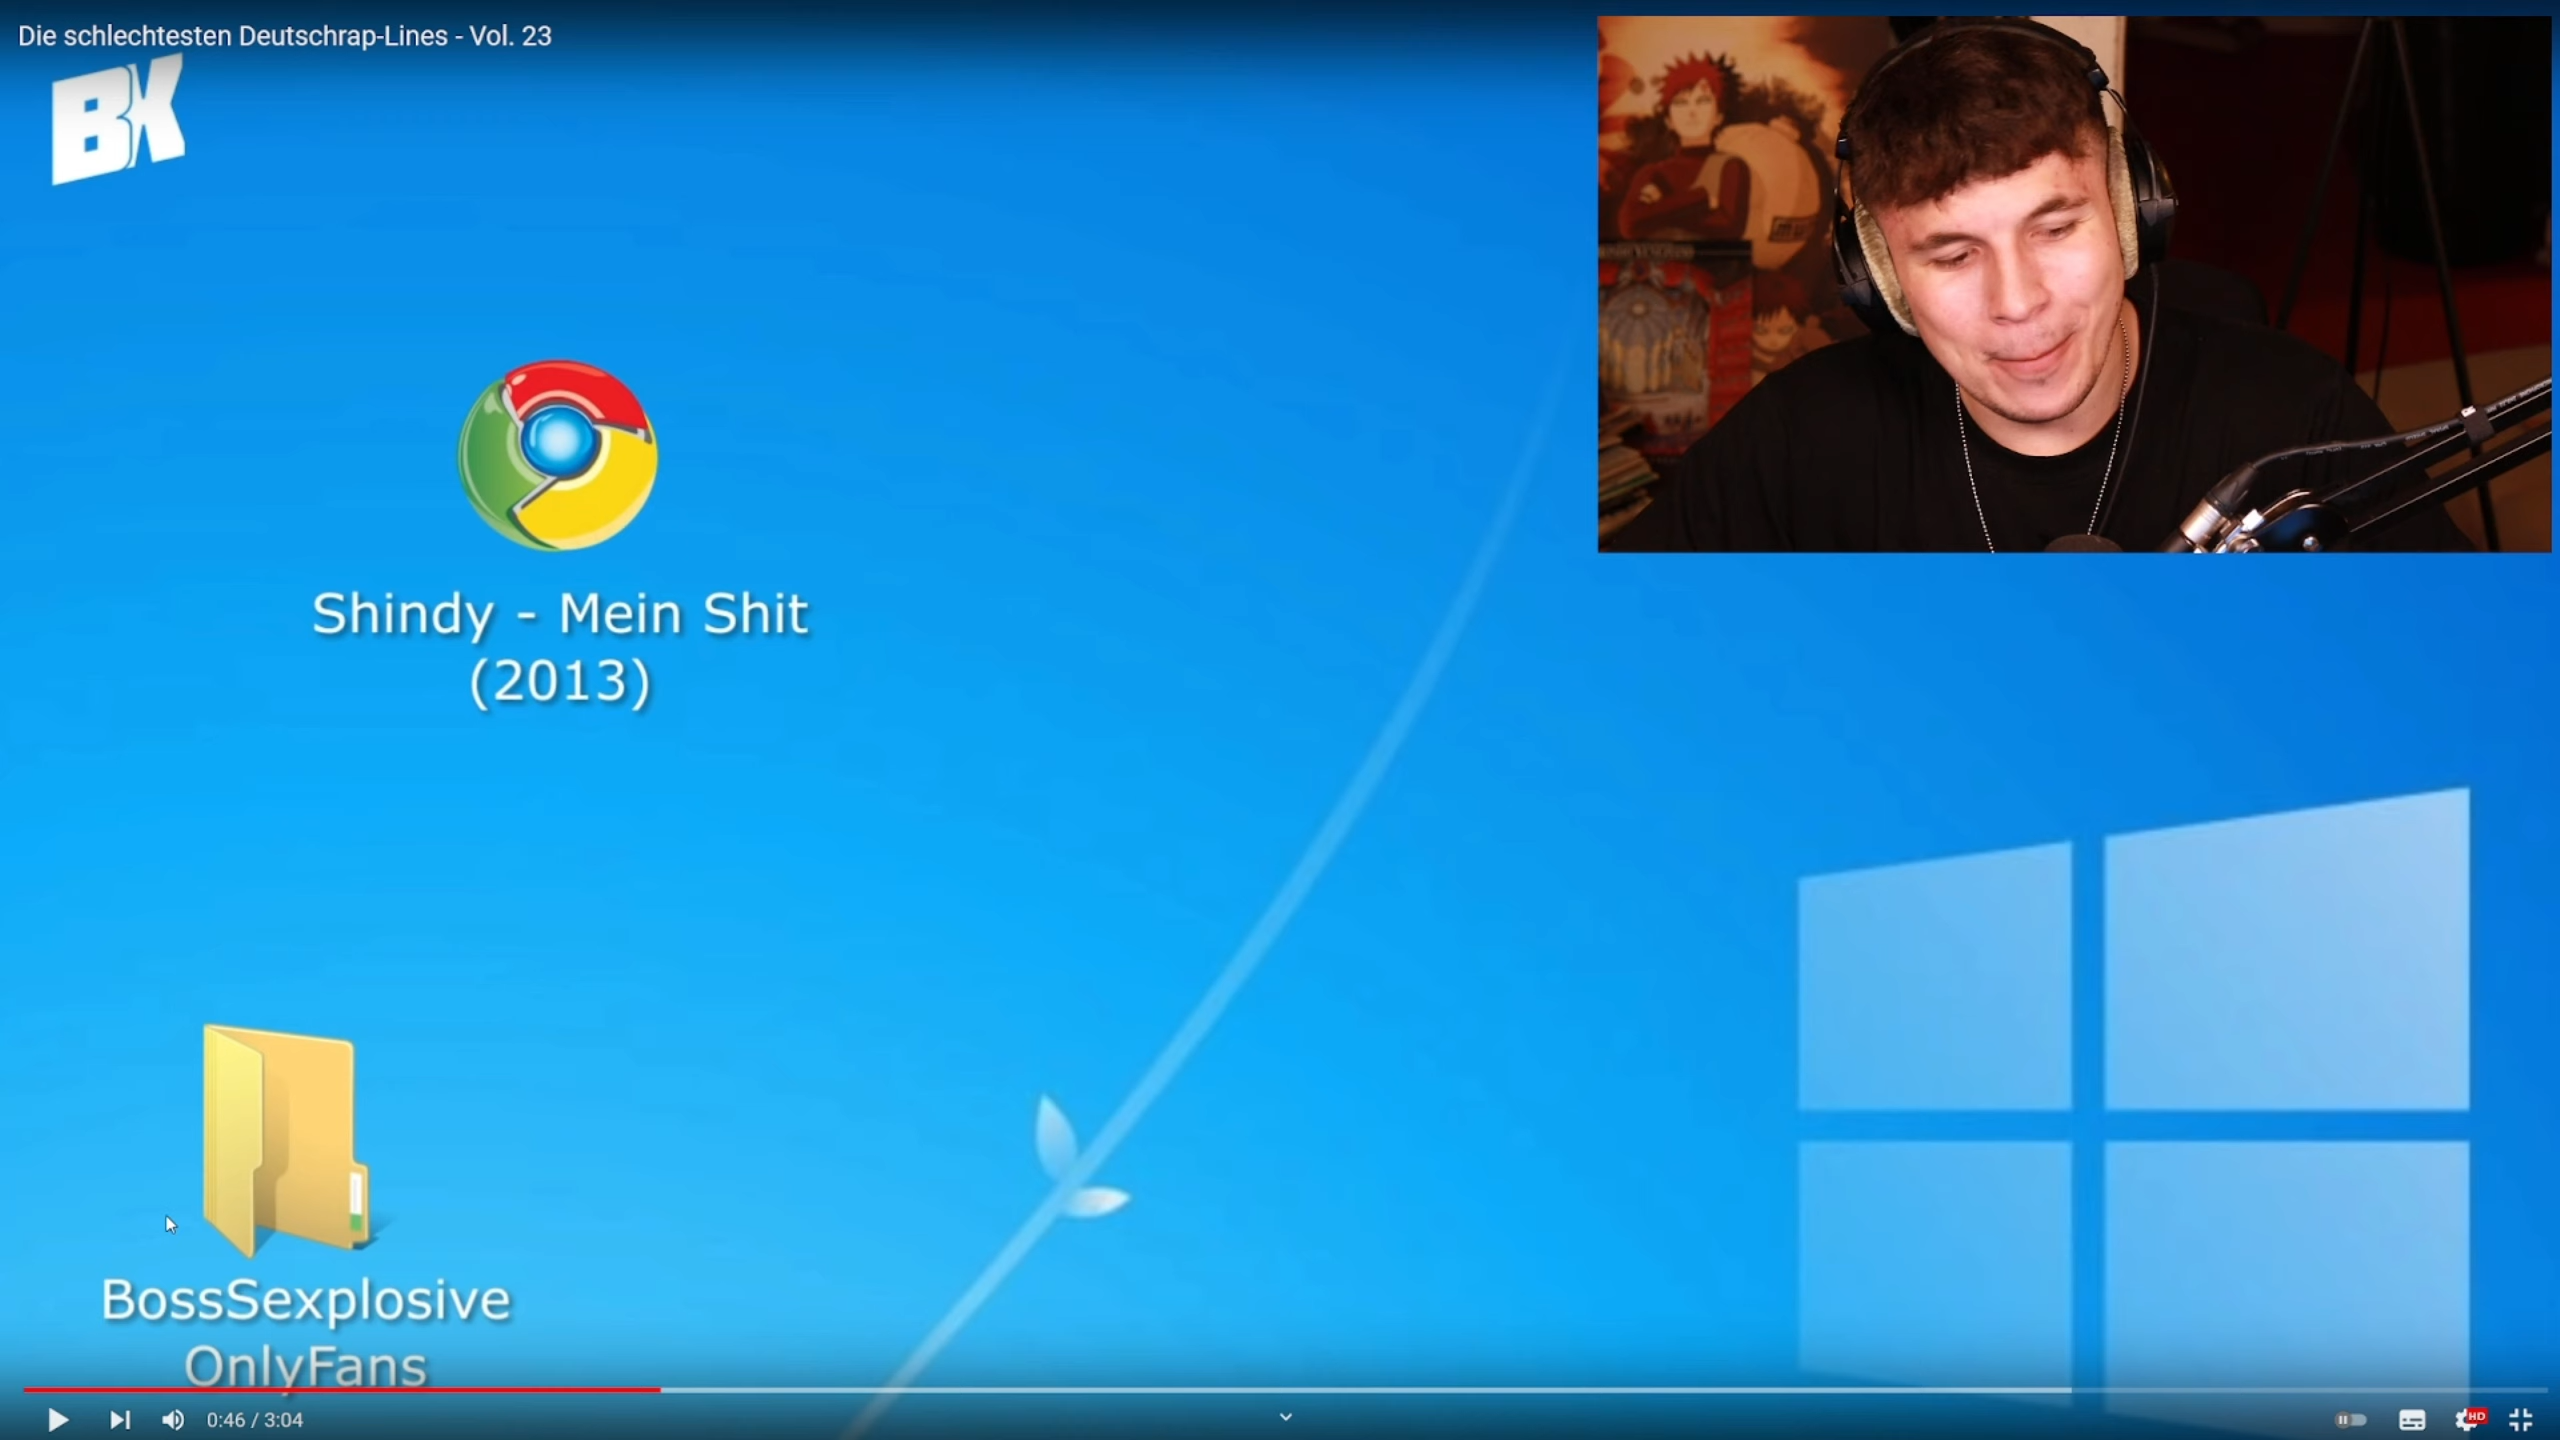 Die schlechtesten Deutschrap-Lines - Vol. 23
BK
Shindy - Mein Shit
(2013)
BossSexplosive
OnlyFans
0:46 / 3:04
HD